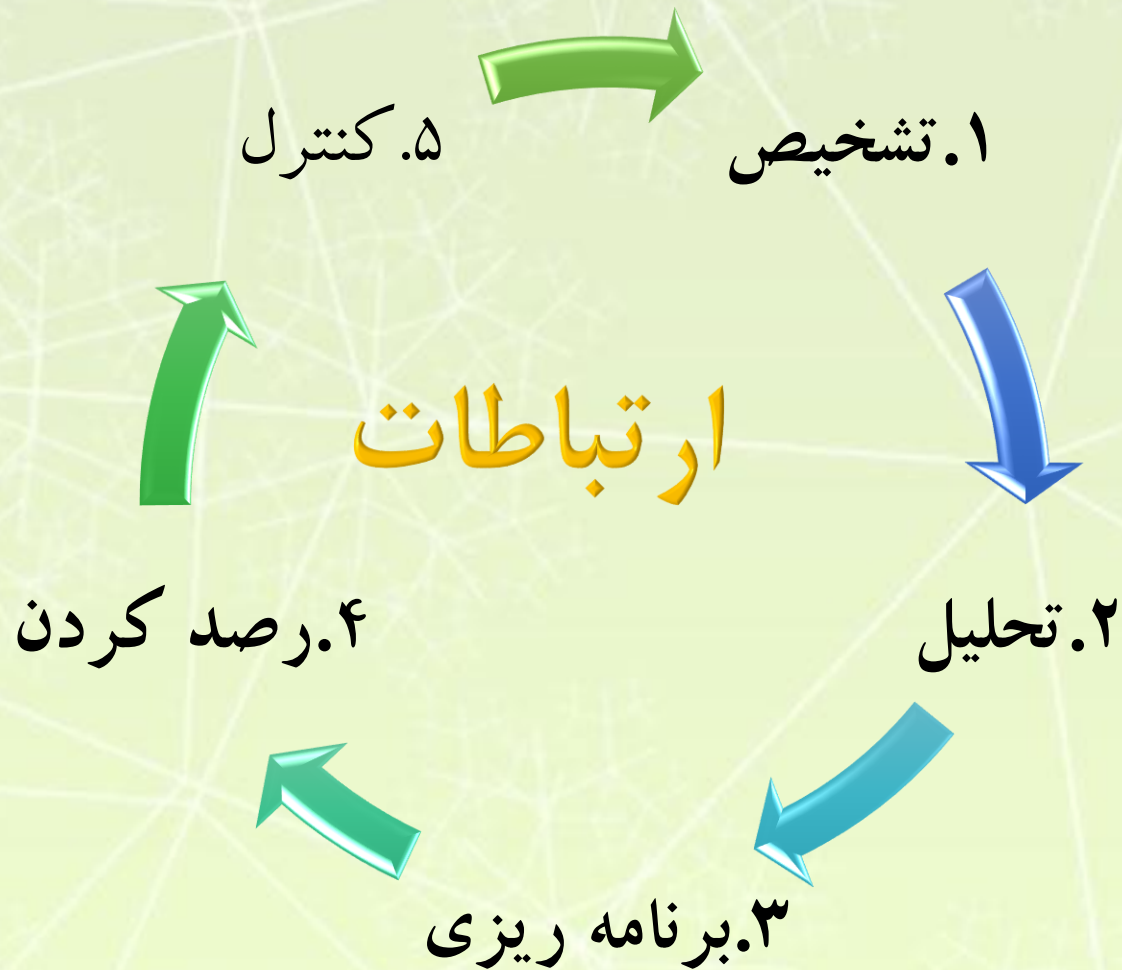 ۱.تشخیص
۲.تحلیل
۳.برنامه ریزی
۴.رصد کردن
۵.کنترل
ارتباطات